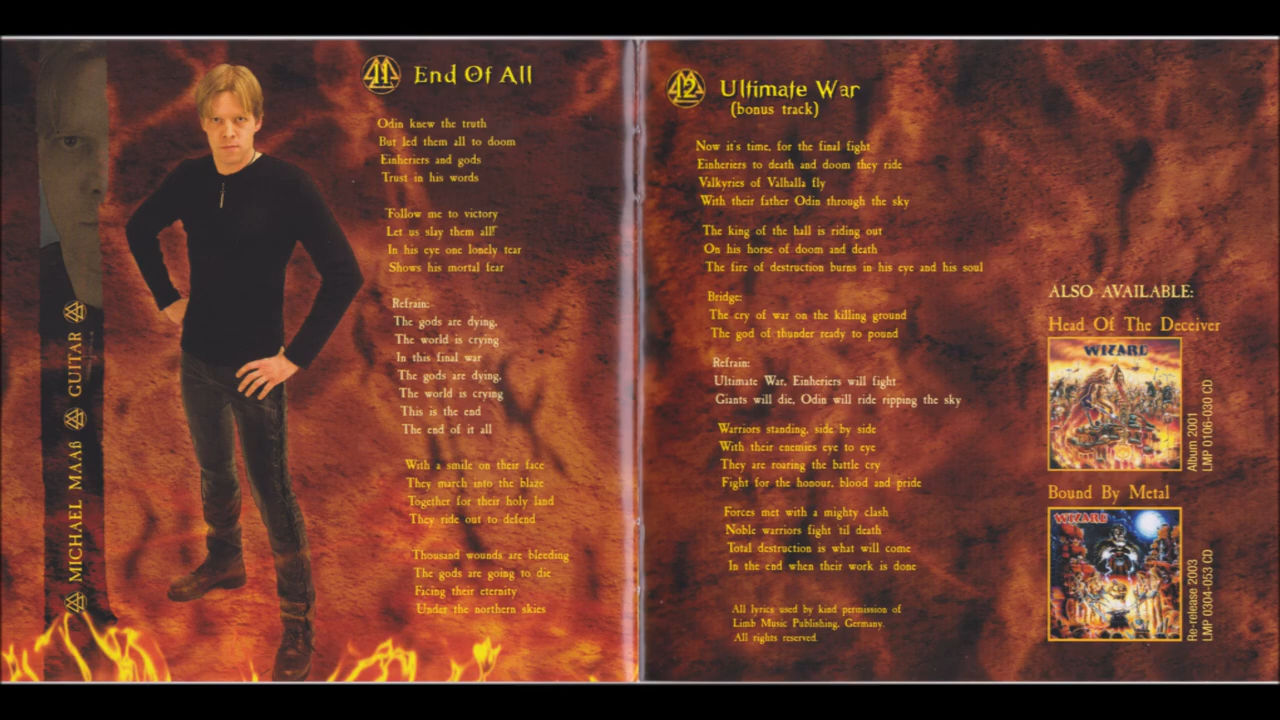 MICHAEL MAAß GUITAR
11 End Of All
Odin knew the truth
But led them all to doom
Einheriers and gods
Trust in his words
"Follow me to victory
Let us slay them all!"
In his eye one lonely tear
Shows his mortal fear
Refrain:
The gods are dying,
The world is crying
In this final war
The gods are dying,
The world is crying
This is the end
The end of it all
With a smile on their face
They march into the blaze
Together for their holy land
They ride out to defend
Thousand wounds are bleeding
The gods are going to die
Facing their eternity
Under the northern skies
12 Ultimate War
(bonus track)
Now it's time, for the final fight
Einheriers to death and doom they ride
Valkyries of Valhalla fly
With their father Odin through the sky
The king of the hall is riding out
On his horse of doom and death
The fire of destruction burns in his eye and his soul
Bridge:
The cry of war on the killing ground
The god of thunder ready to pound
Refrain:
Ultimate War, Einheriers will fight
Giants will die, Odin will ride ripping the sky
Warriors standing, side by side
With their enemies eye to eye
They are roaring the battle cry
Fight for the honour, blood and pride
Forces met with a mighty clash
Noble warriors fight 'til death
Total destruction is what will come
In the end when their work is done
All lyrics used by kind permission of
Limb Music Publishing, Germany.
All rights reserved.
ALSO AVAILABLE:
Head Of The Deceiver
WIZARD
Album 2001
LMP 0106-030 CD
Bound By Metal
WIZARD
Re-release 2003
LMP 0304-053 CD